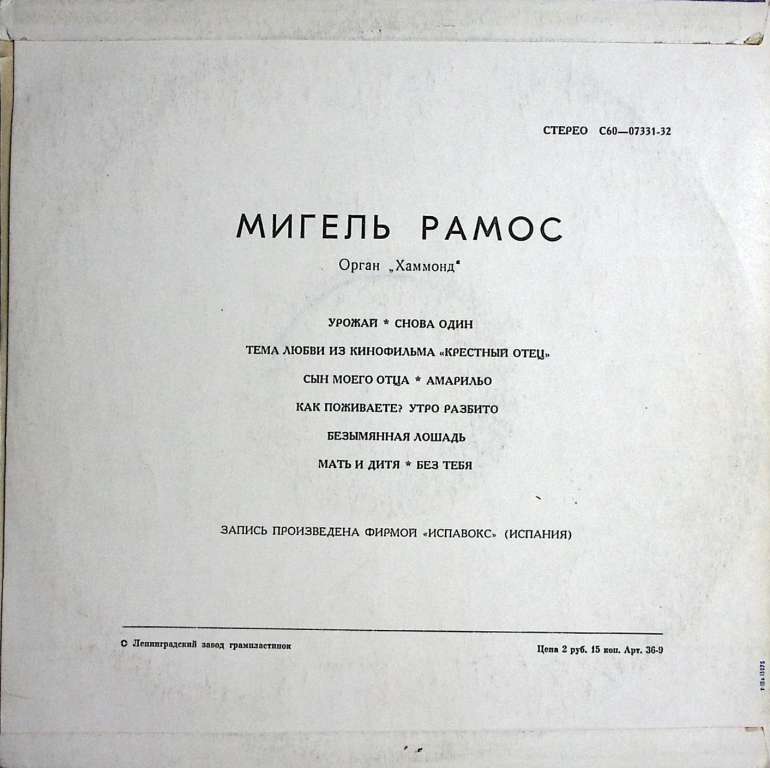 СТЕРЕО С60—07331-32
МИГЕЛЬ РАМОС
Орган „Хаммонд“
УРОЖАЙ * СНОВА ОДИН
ТЕМА ЛЮБВИ ИЗ КИНОФИЛЬМА «КРЕСТНЫЙ ОТЕЦ»
СЫН МОЕГО ОТЦА * АМАРИЛЬО
КАК ПОЖИВАЕТЕ? УТРО РАЗБИТО
БЕЗЫМЯННАЯ ЛОШАДЬ
МАТЬ И ДИТЯ * БЕЗ ТЕБЯ
ЗАПИСЬ ПРОИЗВЕДЕНА ФИРМОЙ «ИСПАВОКС» (ИСПАНИЯ)
© Ленинградский завод грампластинок
Цена 2 руб. 15 коп. Арт. 36-9